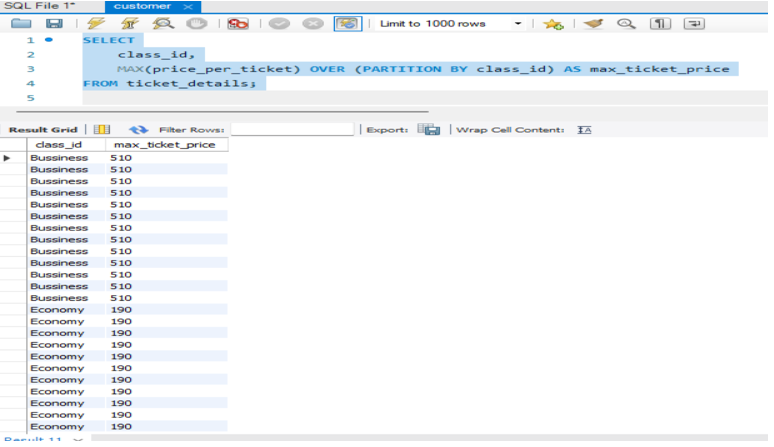 SQL File 1* customer
Limit to 1000 rows
1 SELECT
2 class_id,
3 MAX(price_per_ticket) OVER (PARTITION BY class_id) AS max_ticket_price
4 FROM ticket_details;
5
Result Grid Filter Rows: Export: Wrap Cell Content:
class_id max_ticket_price
Bussiness 510
Bussiness 510
Bussiness 510
Bussiness 510
Bussiness 510
Bussiness 510
Bussiness 510
Bussiness 510
Bussiness 510
Bussiness 510
Bussiness 510
Bussiness 510
Bussiness 510
Economy 190
Economy 190
Economy 190
Economy 190
Economy 190
Economy 190
Economy 190
Economy 190
Economy 190
Economy 190
Economy 190
Result 11